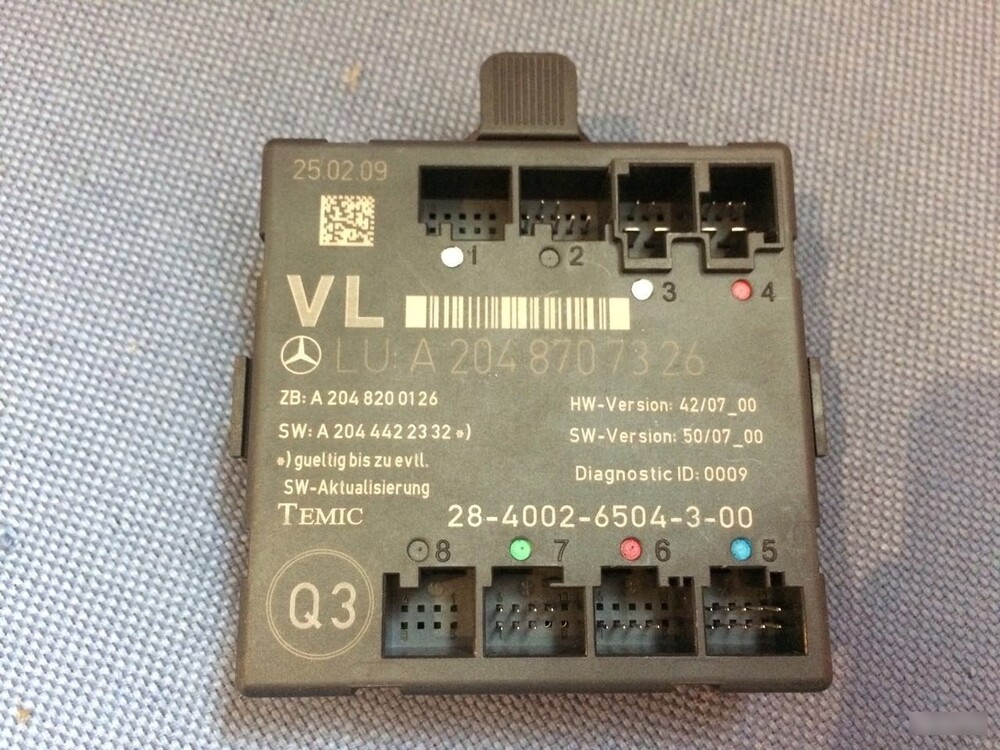 25.02.09
1
2
3
4
VL
LU: A 204 870 73 26
ZB: A 204 820 01 26
HW-Version: 42/07_00
SW: A 204 442 23 32 *)
SW-Version: 50/07_00
*) gueltig bis zu evtl.
SW-Aktualisierung
Diagnostic ID: 0009
TEMIC
28-4002-6504-3-00
8
7
6
5
Q3